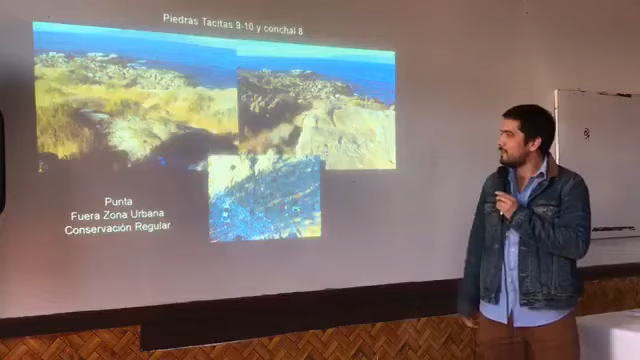 Piedras Tacitas 9-10 y conchal 8
Punta
Fuera Zona Urbana
Conservación Regular